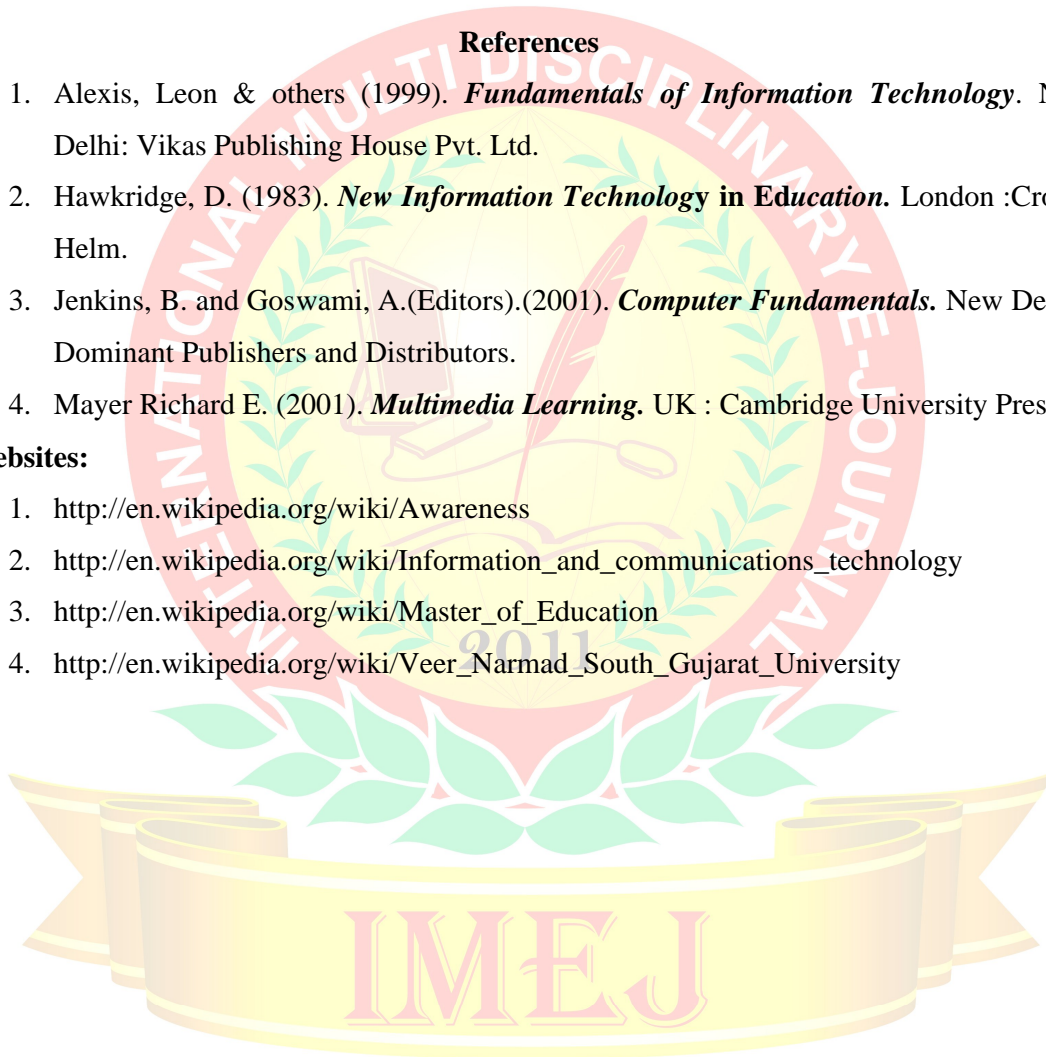 References
1. Alexis, Leon & others (1999). Fundamentals of Information Technology.
Delhi: Vikas Publishing House Pvt. Ltd.
2. Hawkridge, D. (1983). New Information Technology in Education. London :Cro
Helm.
3. Jenkins, B. and Goswami, A.(Editors).(2001). Computer Fundamentals. New De
Dominant Publishers and Distributors.
4. Mayer Richard E. (2001). Multimedia Learning. UK : Cambridge University Pres
ebsites:
1. http://en.wikipedia.org/wiki/Awareness
2. http://en.wikipedia.org/wiki/Information_and_communications_technology
3. http://en.wikipedia.org/wiki/Master_of_Education
4. http://en.wikipedia.org/wiki/Veer_Narmad_South_Gujarat_University
INTERNATIONAL MULTI DISCIPLINARY E-JOURNAL
2011
IMEJ